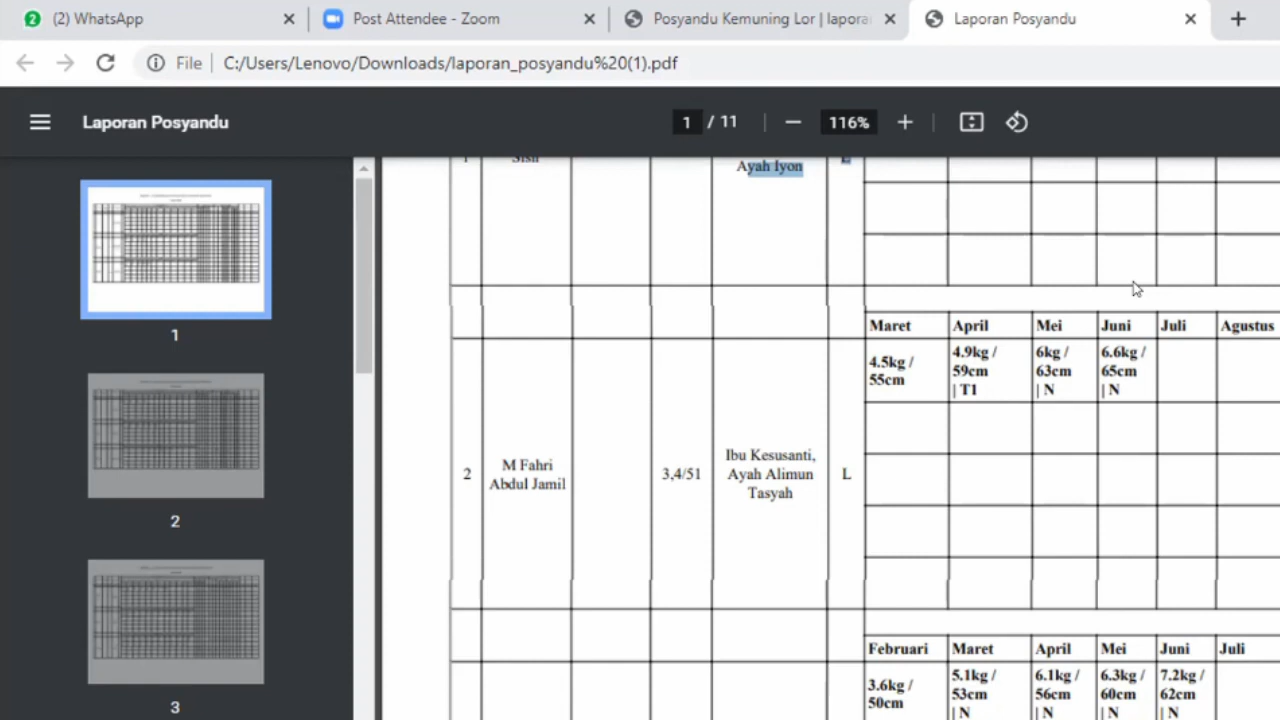 (2) WhatsApp
Post Attendee - Zoom
Posyandu Kemuning Lor | lapora
Laporan Posyandu
File
C:/Users/Lenovo/Downloads/laporan_posyandu%20(1).pdf
Laporan Posyandu
1 / 11
116%
1
2
3
Ayah Iyon
Maret April Mei Juni Juli Agustus
2
M Fahri
Abdul Jamil
3,4/51
Ibu Kesusanti,
Ayah Alimun
Tasyah
L
4.5kg /
55cm
4.9kg /
59cm
| T1
6kg /
63cm
| N
6.6kg /
65cm
| N
Februari Maret April Mei Juni Juli
3.6kg /
50cm
5.1kg /
53cm
| N
6.1kg /
56cm
| N
6.3kg /
60cm
| N
7.2kg /
62cm
| N